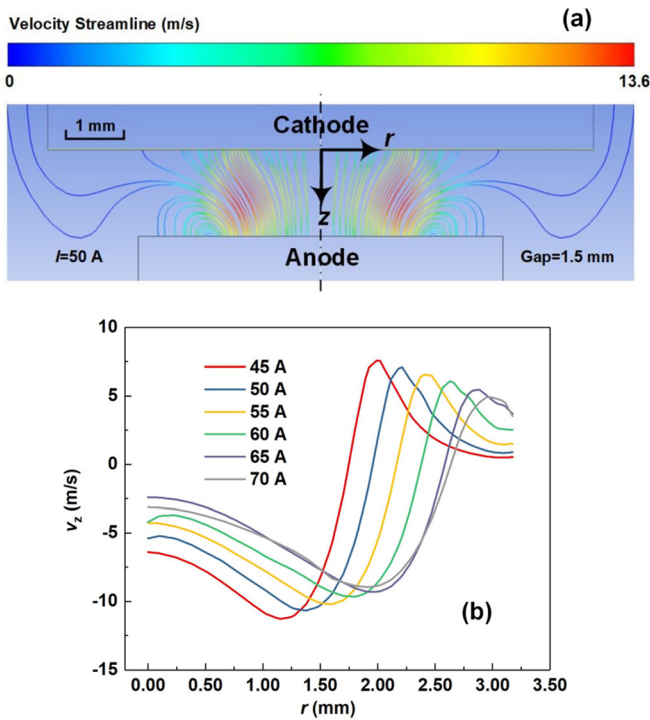 Velocity Streamline (m/s) (a)
0 13.6
1 mm Cathode r
z
I=50 A Anode Gap=1.5 mm
10
5
0
-5
-10
-15
v_z (m/s)
45 A
50 A
55 A
60 A
65 A
70 A
(b)
0.00 0.50 1.00 1.50 2.00 2.50 3.00 3.50
r (mm)